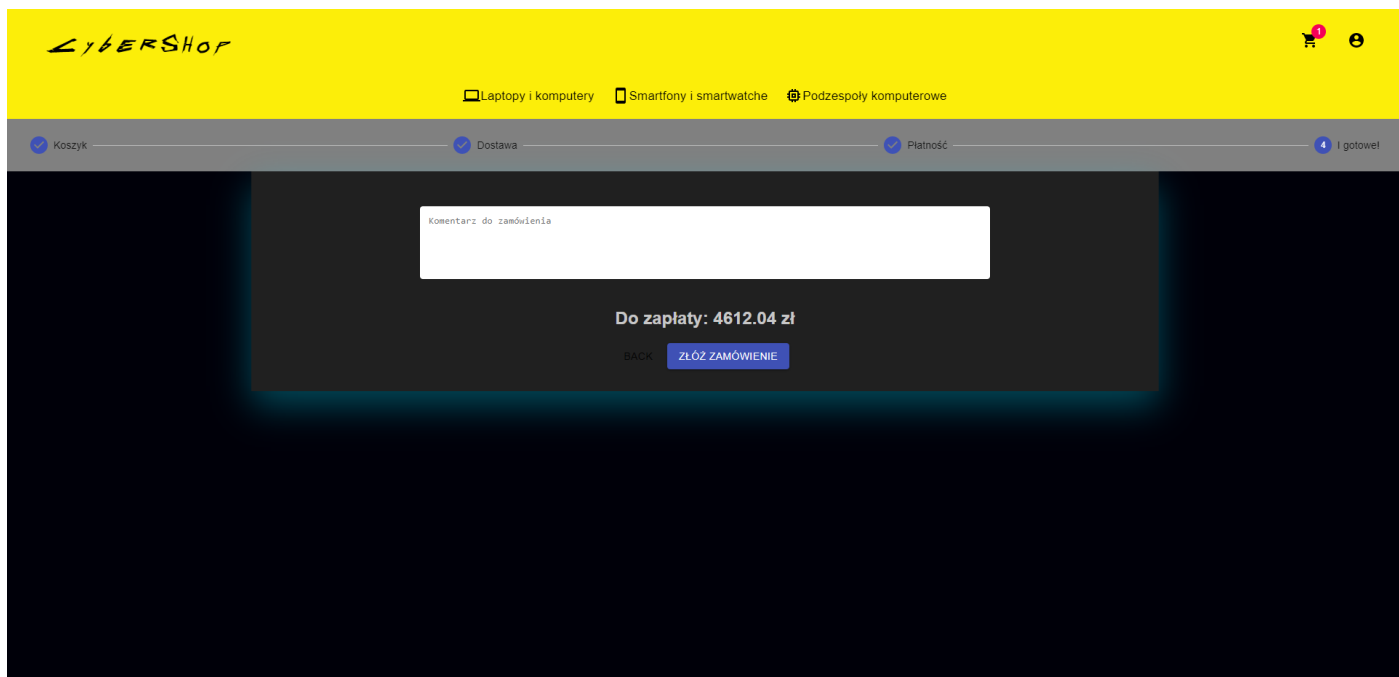 CyberShop
1
Laptopy i komputery Smartfony i smartwatche Podzespoły komputerowe
Koszyk Dostawa Płatność 4 I gotowe!
Komentarz do zamówienia
Do zapłaty: 4612.04 zł
BACK ZŁÓŻ ZAMÓWIENIE